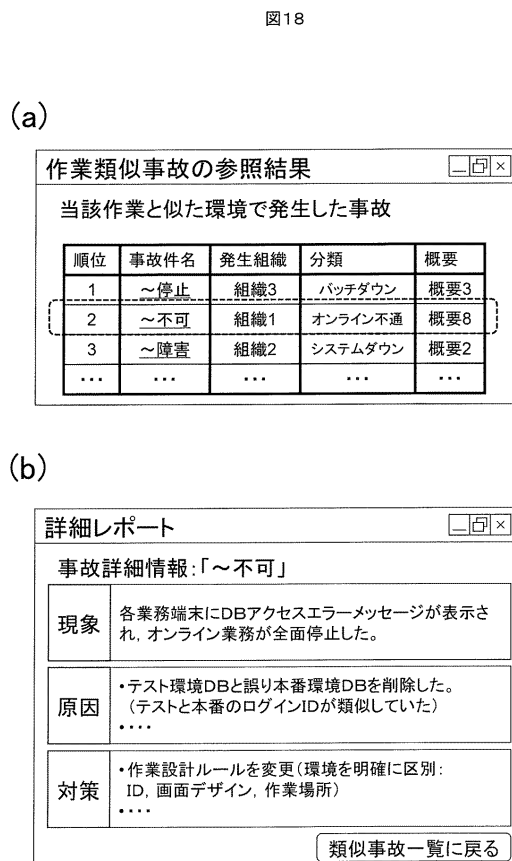 図18
(a)
作業類似事故の参照結果
当該作業と似た環境で発生した事故
順位 事故件名 発生組織 分類 概要
1 ～停止 組織3 バッチダウン 概要3
2 ～不可 組織1 オンライン不通 概要8
3 ～障害 組織2 システムダウン 概要2
･･･ ･･･ ･･･ ･･･ ･･･
(b)
詳細レポート
事故詳細情報:「～不可」
現象
各業務端末にDBアクセスエラーメッセージが表示さ
れ, オンライン業務が全面停止した。
原因
・テスト環境DBと誤り本番環境DBを削除した。
(テストと本番のログインIDが類似していた)
････
対策
・作業設計ルールを変更(環境を明確に区別:
ID, 画面デザイン, 作業場所)
････
類似事故一覧に戻る